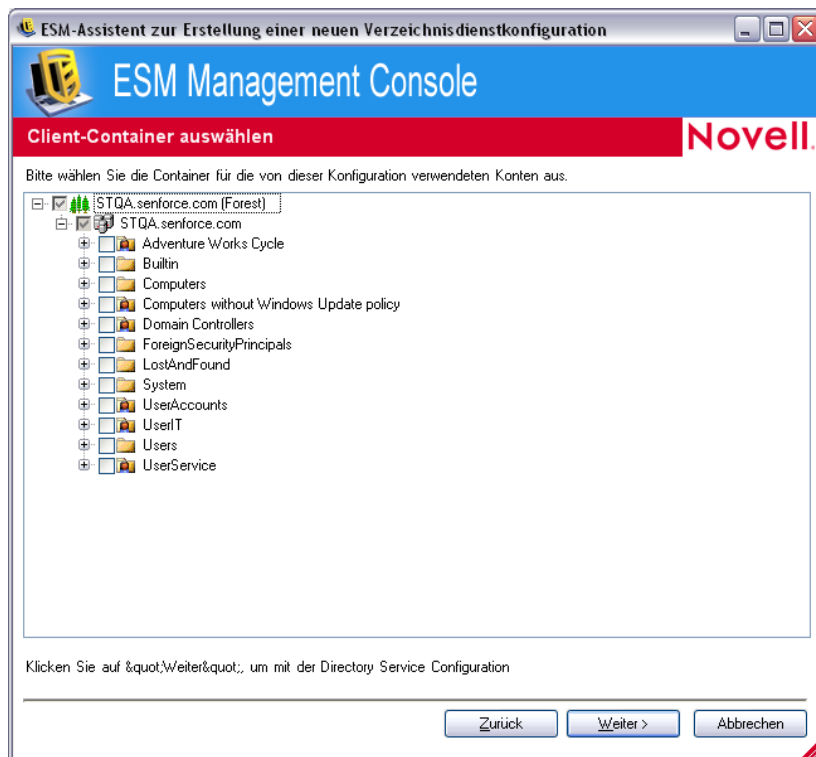 ESM-Assistent zur Erstellung einer neuen Verzeichnisdienstkonfiguration
ESM Management Console
Client-Container auswählen
Novell.
Bitte wählen Sie die Container für die von dieser Konfiguration verwendeten Konten aus.
STQA.senforce.com (Forest)
STQA.senforce.com
Adventure Works Cycle
Builtin
Computers
Computers without Windows Update policy
Domain Controllers
ForeignSecurityPrincipals
LostAndFound
System
UserAccounts
UserIT
Users
UserService
Klicken Sie auf &quot;Weiter&quot;, um mit der Directory Service Configuration
Zurück
Weiter >
Abbrechen